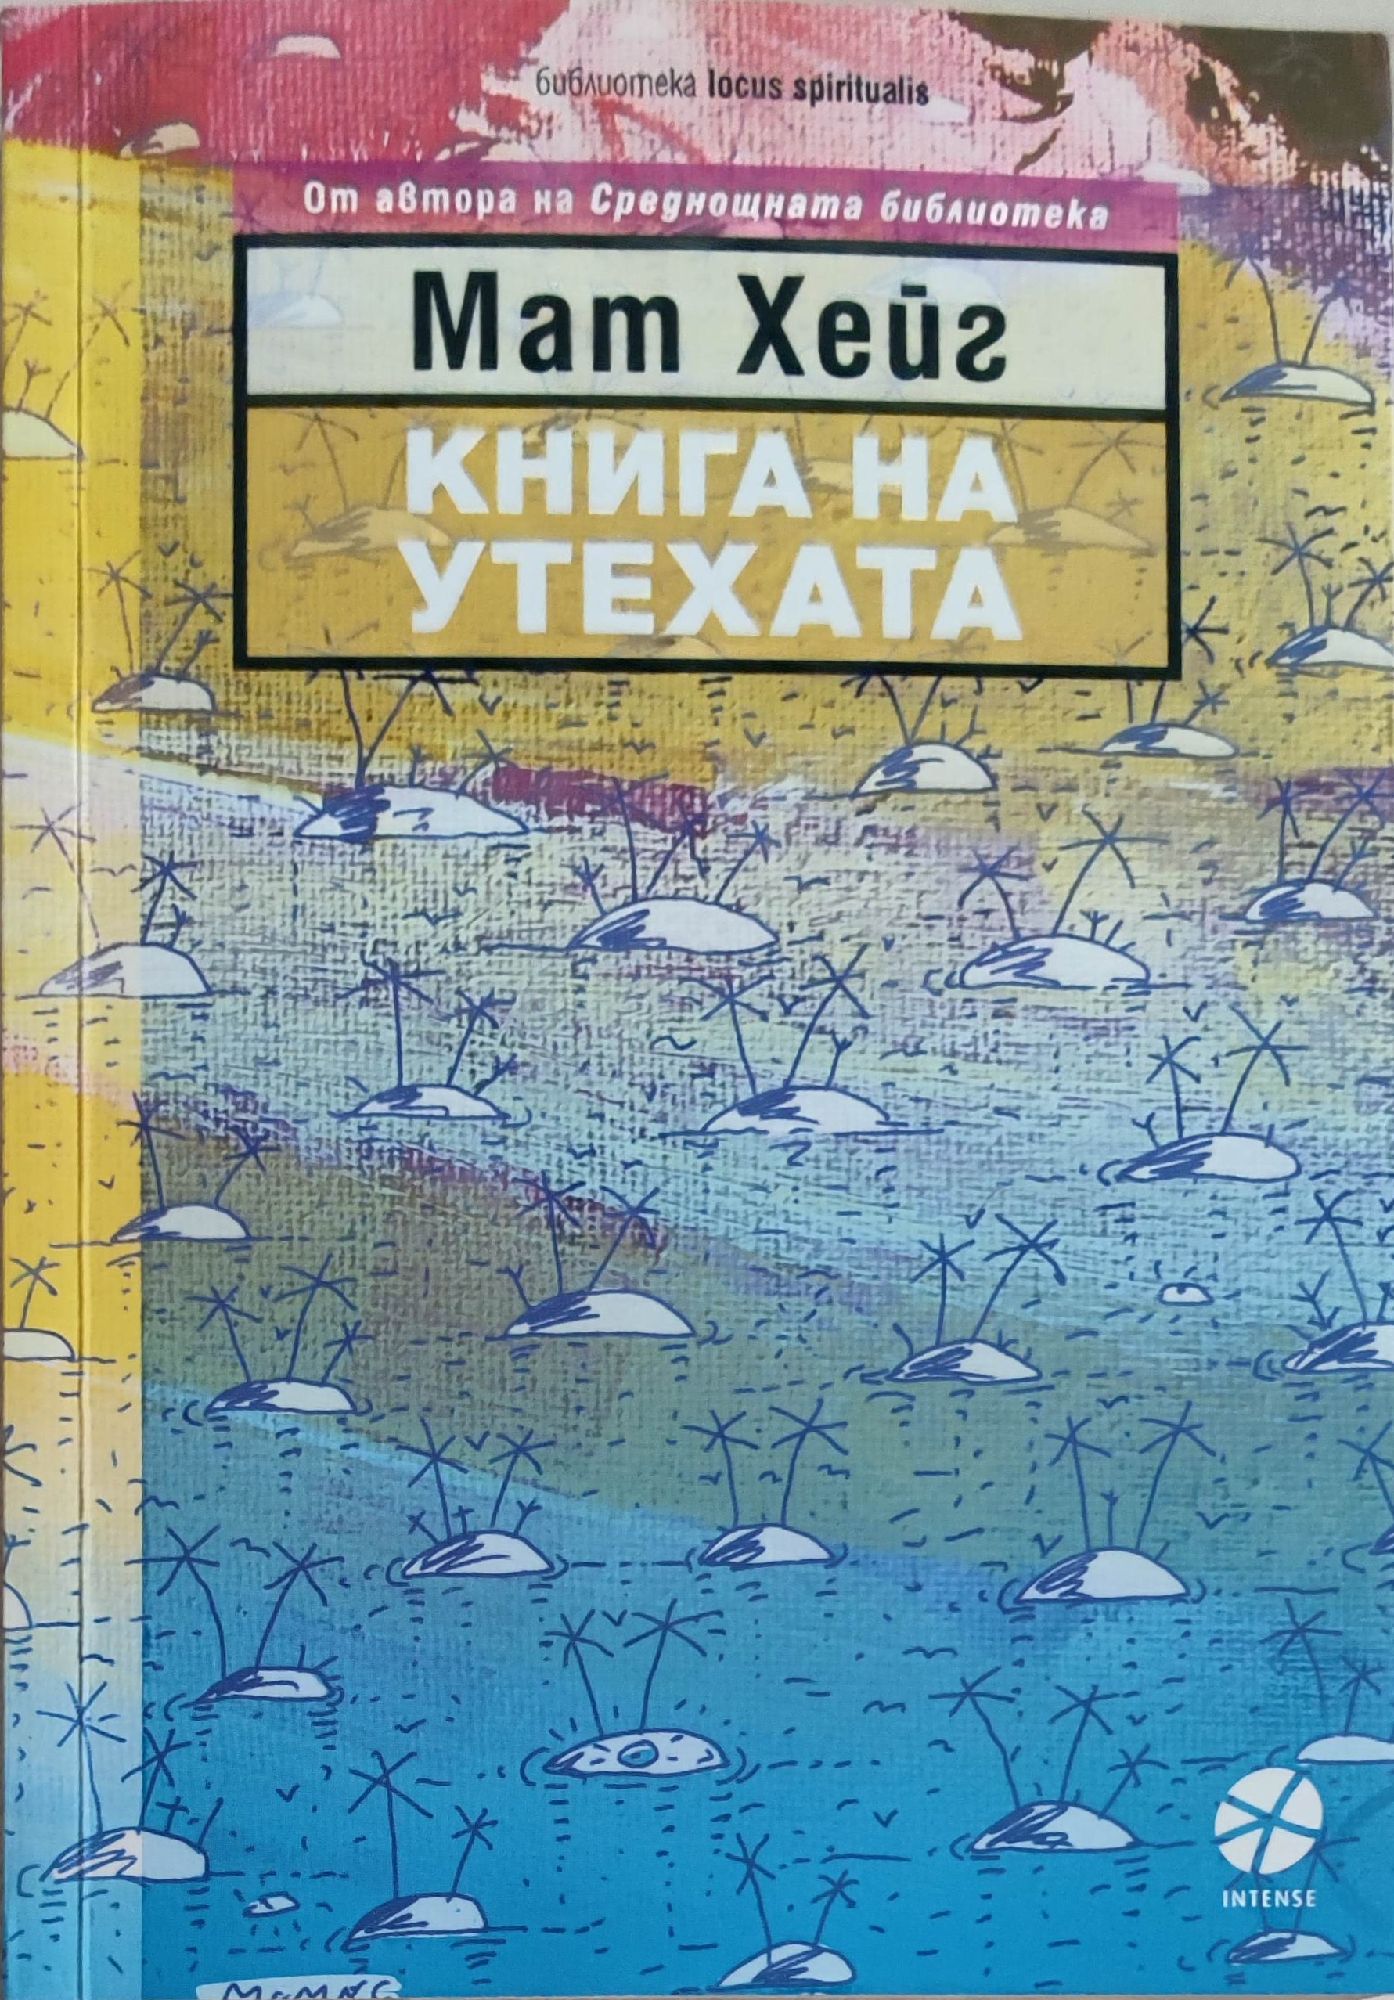 библиотека locus spiritualis
От автора на Среднощната библиотека
Мат Хейг
КНИГА НА
УТЕХАТА
INTENSE